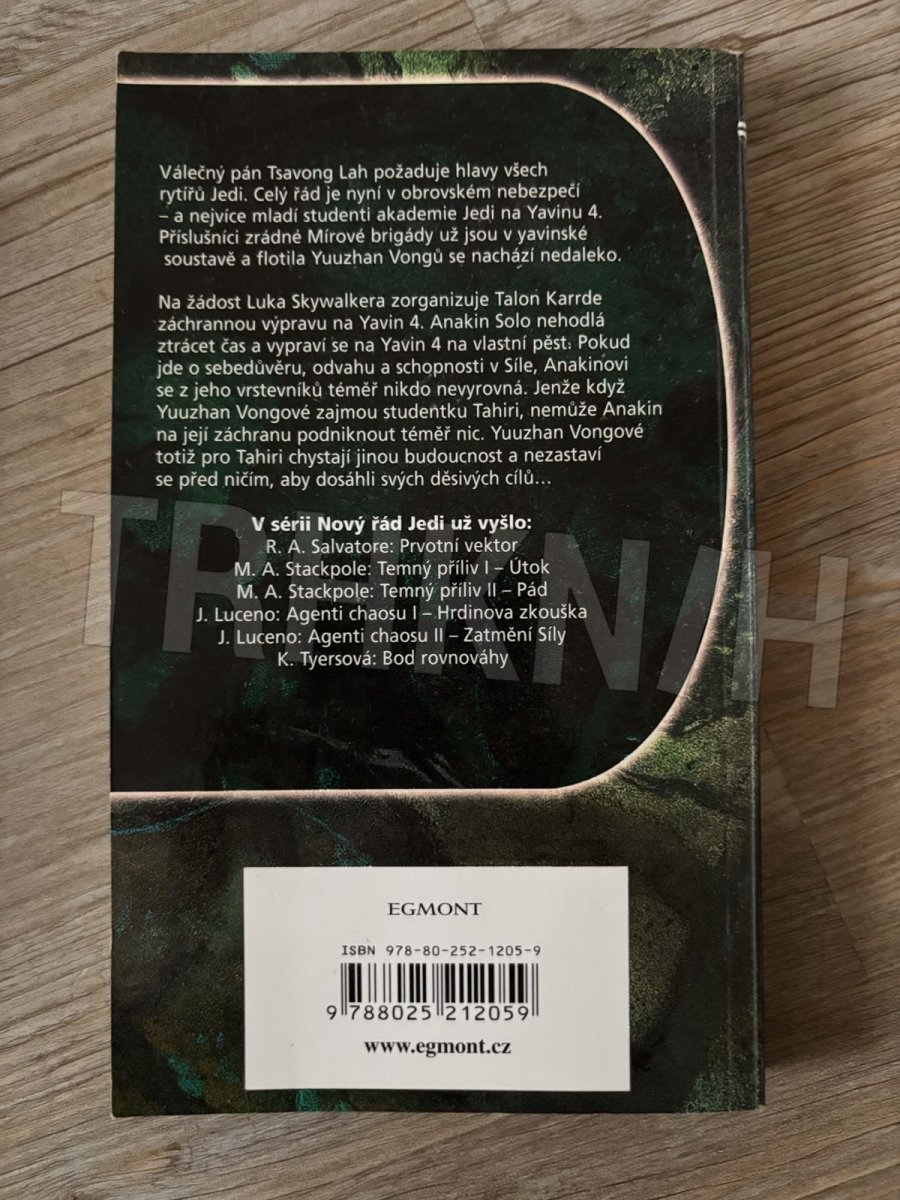 Válečný pán Tsavong Lah požaduje hlavy všech
rytířů Jedi. Celý řád je nyní v obrovském nebezpečí
– a nejvíce mladí studenti akademie Jedi na Yavinu 4.
Příslušníci zrádné Mírové brigády už jsou v yavinské
soustavě a flotila Yuuzhan Vongů se nachází nedaleko.
Na žádost Luka Skywalkera zorganizuje Talon Karrde
záchrannou výpravu na Yavin 4. Anakin Solo nehodlá
ztrácet čas a vypraví se na Yavin 4 na vlastní pěst. Pokud
jde o sebedůvěru, odvahu a schopnosti v Síle, Anakinovi
se z jeho vrstevníků téměř nikdo nevyrovná. Jenže když
Yuuzhan Vongové zajmou studentku Tahiri, nemůže Anakin
na její záchranu podniknout téměř nic. Yuuzhan Vongové
totiž pro Tahiri chystají jinou budoucnost a nezastaví
se před ničím, aby dosáhli svých děsivých cílů...
V sérii Nový řád Jedi už vyšlo:
R. A. Salvatore: Prvotní vektor
M. A. Stackpole: Temný příliv I – Útok
M. A. Stackpole: Temný příliv II – Pád
J. Luceno: Agenti chaosu I – Hrdinova zkouška
J. Luceno: Agenti chaosu II – Zatmění Síly
K. Tyersová: Bod rovnováhy
TRHKNIH
EGMONT
ISBN 978-80-252-1205-9
9 788025 212059
www.egmont.cz